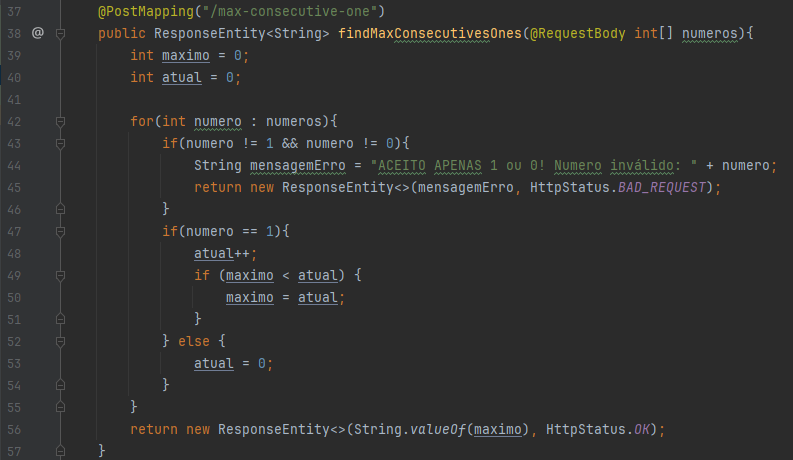 37 @PostMapping("/max-consecutive-one")
38 @ public ResponseEntity<String> findMaxConsecutivesOnes(@RequestBody int[] numeros){
39 int maximo = 0;
40 int atual = 0;
41
42 for(int numero : numeros){
43 if(numero != 1 && numero != 0){
44 String mensagemErro = "ACEITO APENAS 1 ou 0! Numero inválido: " + numero;
45 return new ResponseEntity<>(mensagemErro, HttpStatus.BAD_REQUEST);
46 }
47 if(numero == 1){
48 atual++;
49 if (maximo < atual) {
50 maximo = atual;
51 }
52 } else {
53 atual = 0;
54 }
55 }
56 return new ResponseEntity<>(String.valueOf(maximo), HttpStatus.OK);
57 }